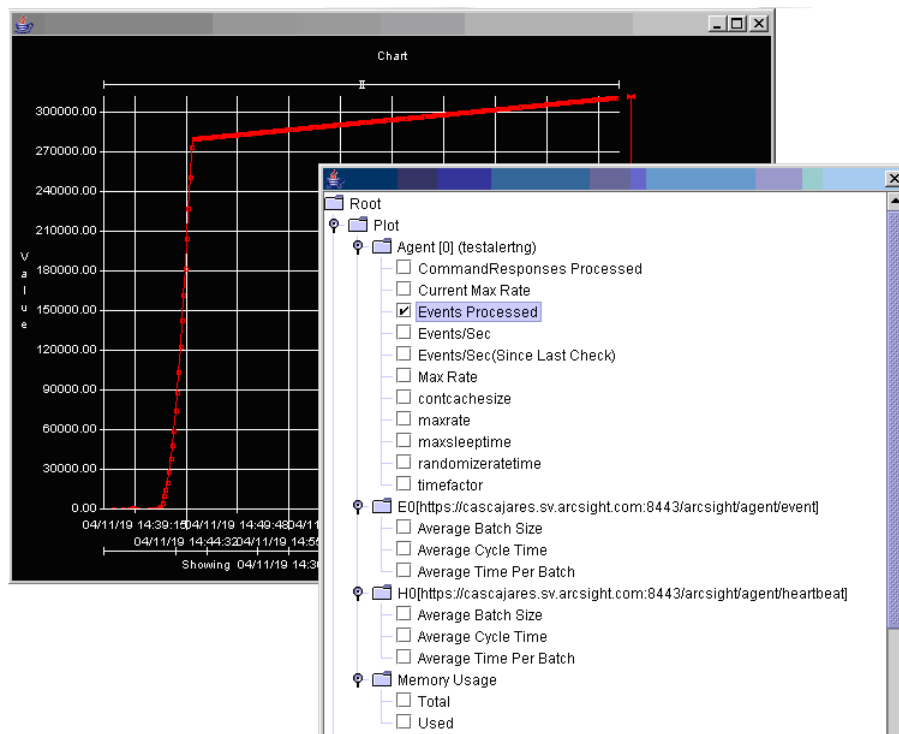 Chart
300000.00
270000.00
240000.00
210000.00
180000.00
150000.00
120000.00
90000.00
60000.00
30000.00
0.00
Value
04/11/19 14:39:15
04/11/19 14:49:48
04/11/19 14:44:32
Showing 04/11/19
Root
Plot
Agent [0] (testalertng)
CommandResponses Processed
Current Max Rate
Events Processed
Events/Sec
Events/Sec(Since Last Check)
Max Rate
contcachesize
maxrate
maxsleeptime
randomizeratetime
timefactor
E0[https://cascajares.sv.arcsight.com:8443/arcsight/agent/event]
Average Batch Size
Average Cycle Time
Average Time Per Batch
H0[https://cascajares.sv.arcsight.com:8443/arcsight/agent/heartbeat]
Average Batch Size
Average Cycle Time
Average Time Per Batch
Memory Usage
Total
Used